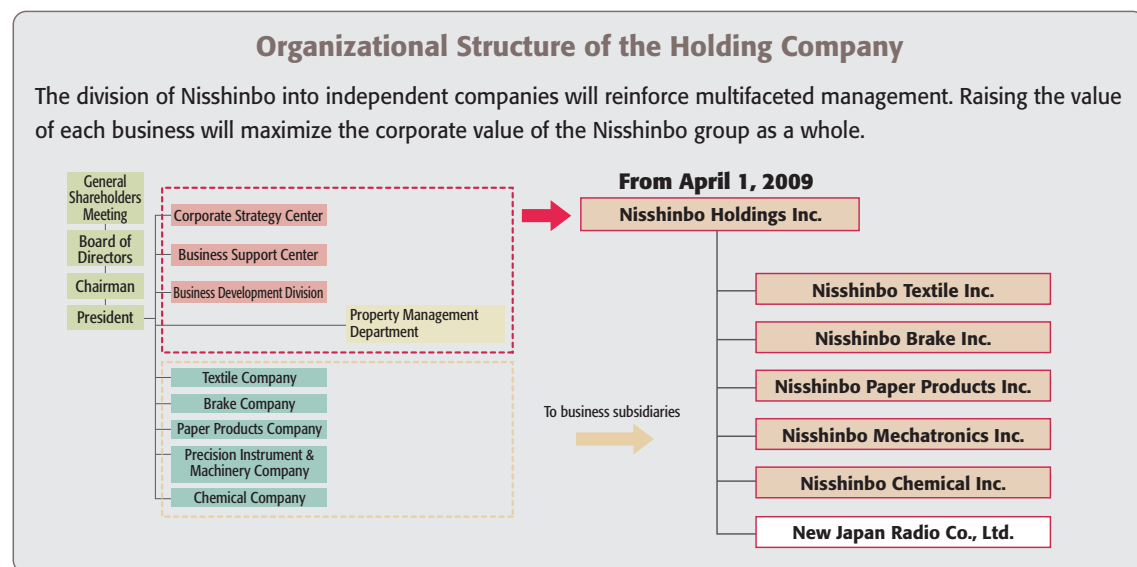 Organizational Structure of the Holding Company
The division of Nisshinbo into independent companies will reinforce multifaceted management. Raising the value
of each business will maximize the corporate value of the Nisshinbo group as a whole.
General
Shareholders
Meeting
Board of
Directors
Chairman
President
Corporate Strategy Center
Business Support Center
Business Development Division
Property Management
Department
Textile Company
Brake Company
Paper Products Company
Precision Instrument &
Machinery Company
Chemical Company
To business subsidiaries
From April 1, 2009
Nisshinbo Holdings Inc.
Nisshinbo Textile Inc.
Nisshinbo Brake Inc.
Nisshinbo Paper Products Inc.
Nisshinbo Mechatronics Inc.
Nisshinbo Chemical Inc.
New Japan Radio Co., Ltd.